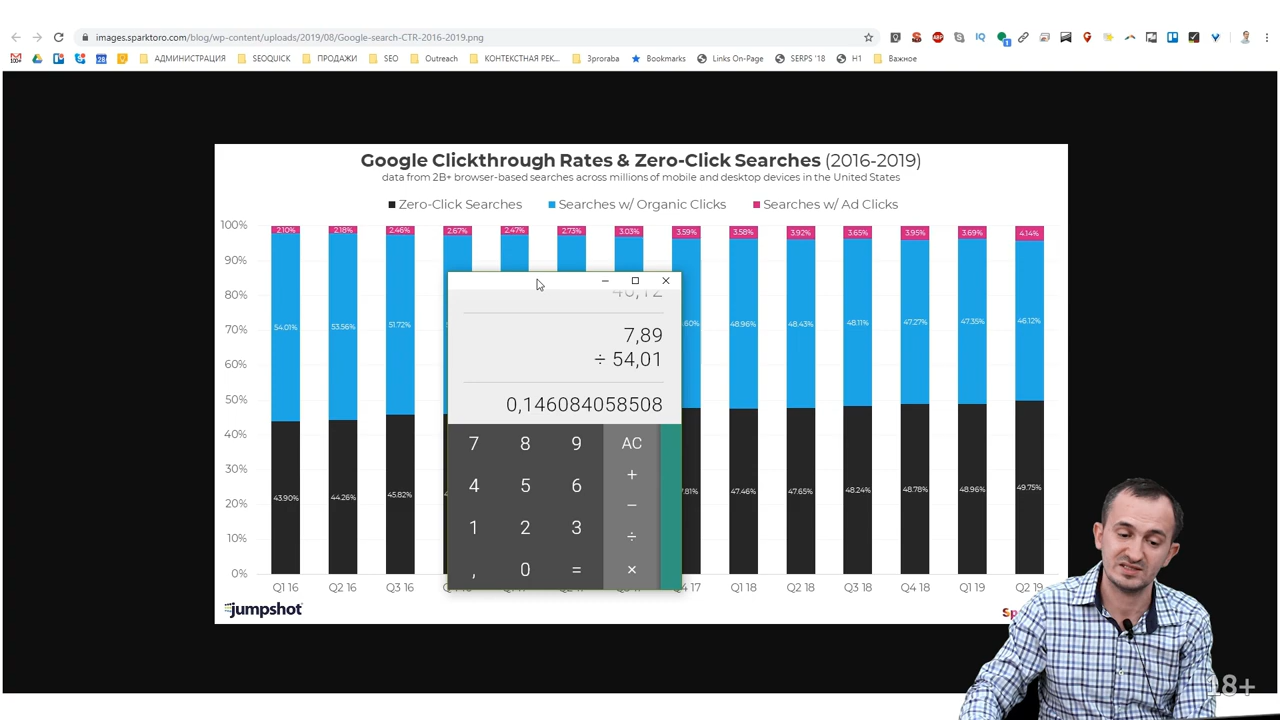 images.sparktoro.com/blog/wp-content/uploads/2019/08/Google-search-CTR-2016-2019.png
АДМИНИСТРАЦИЯ SEOQUICK ПРОДАЖИ SEO Outreach КОНТЕКСТНАЯ РЕК... Зproraba Bookmarks Links On-Page SERPS '18 H1 Важное
Google Clickthrough Rates & Zero-Click Searches (2016-2019)
data from 2B+ browser-based searches across millions of mobile and desktop devices in the United States
Zero-Click Searches Searches w/ Organic Clicks Searches w/ Ad Clicks
100% 2.10% 2.18% 2.46% 2.67% 2.47% 2.73% 3.03% 3.59% 3.58% 3.92% 3.65% 3.95% 3.69% 4.14%
90%
80%
70% 54.01% 53.56% 51.72% 48.96% 48.43% 48.11% 47.27% 47.35% 46.12%
60%
50%
40%
30%
20% 43.90% 44.26% 45.82% 47.46% 47.65% 48.24% 48.78% 48.96% 49.75%
10%
0%
Q1 16 Q2 16 Q3 16 Q4 17 Q1 18 Q2 18 Q3 18 Q4 18 Q1 19 Q2 19
Jumpshot
46,12
7,89
÷ 54,01
0,146084058508
7 8 9 AC
+
4 5 6
−
1 2 3
÷
, 0 = ×
18+